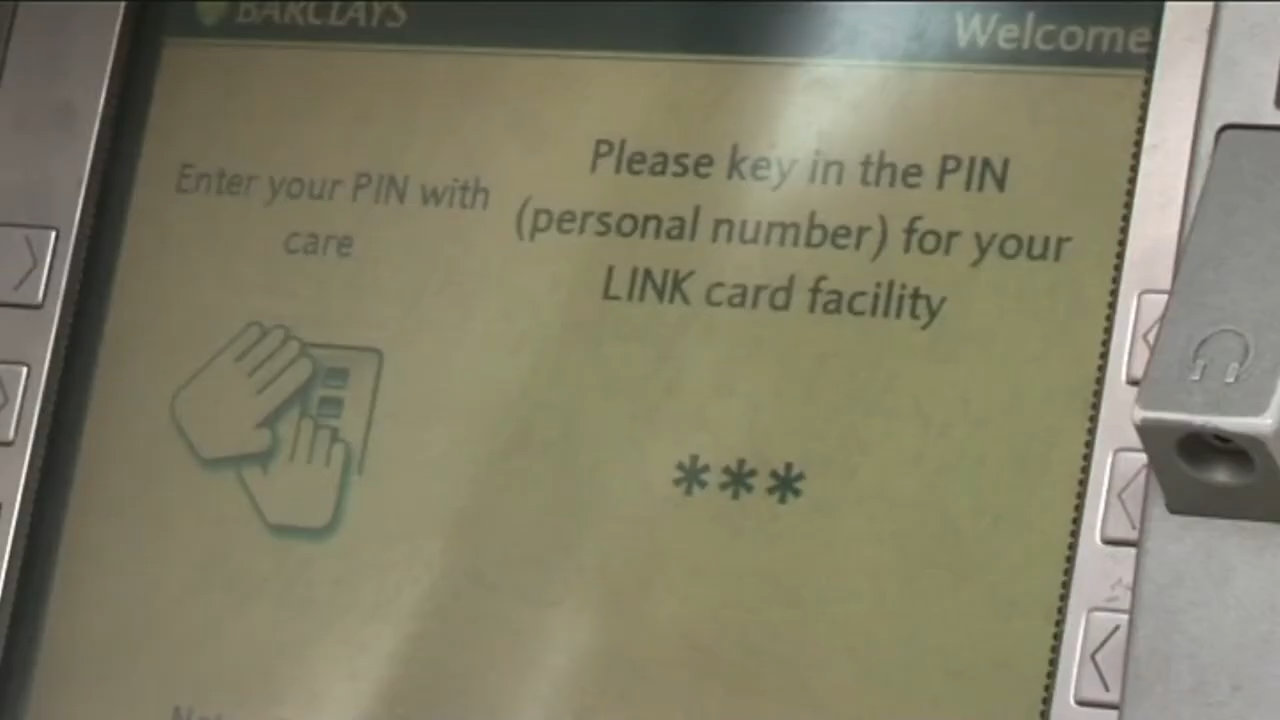 BARCLAYS
Welcome
Enter your PIN with
care
Please key in the PIN
(personal number) for your
LINK card facility
***